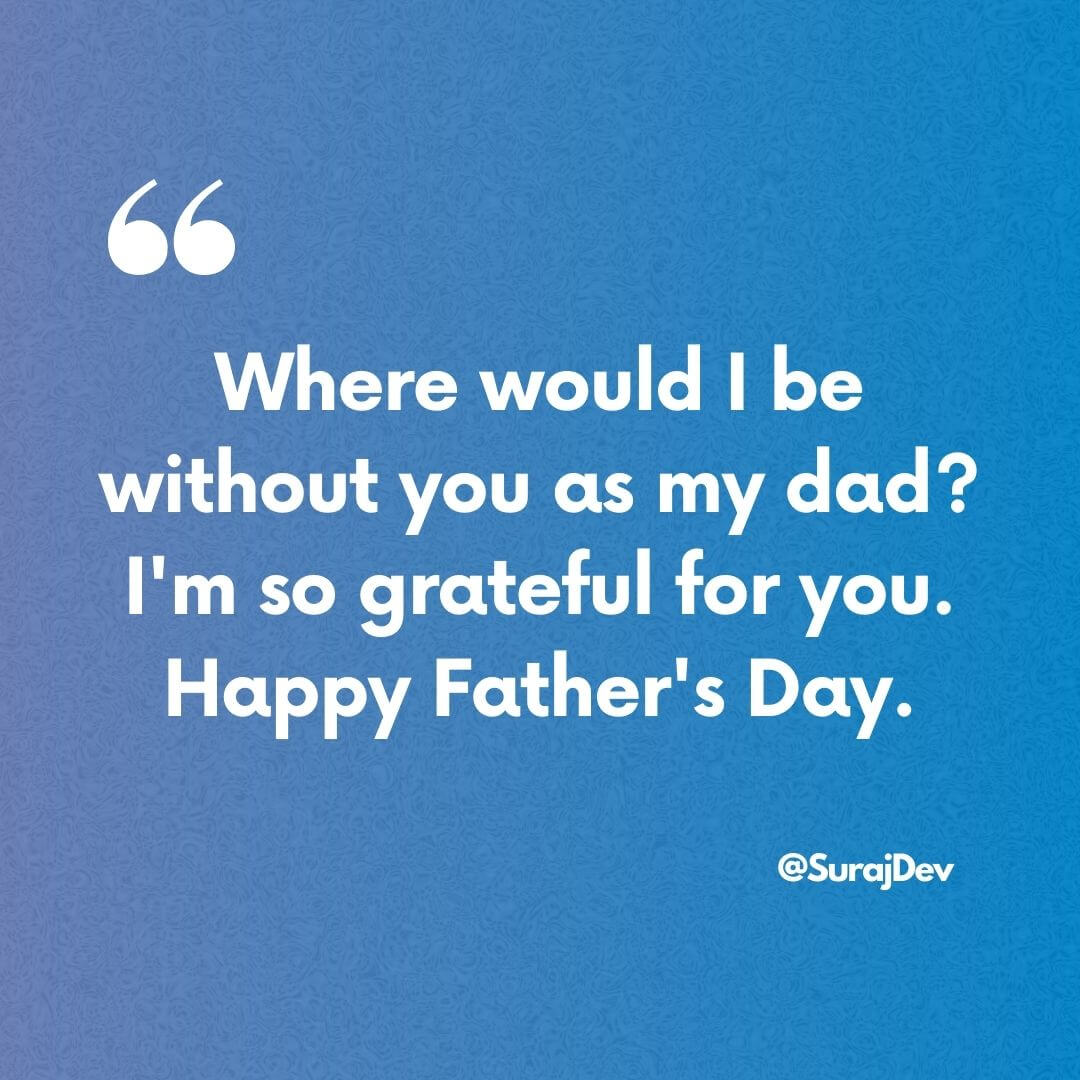 “
Where would I be
without you as my dad?
I'm so grateful for you.
Happy Father's Day.
@SurajDev